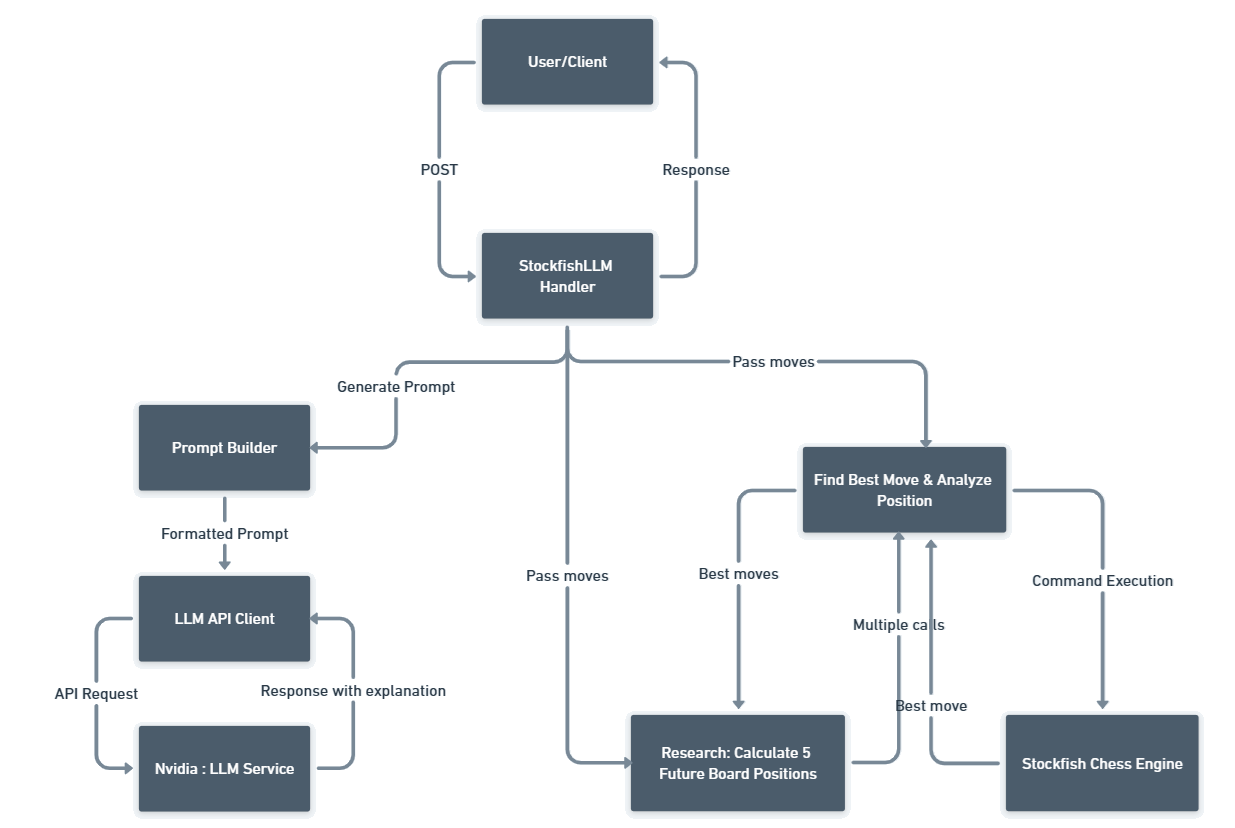 User/Client
POST
Response
StockfishLLM
Handler
Pass moves
Generate Prompt
Prompt Builder
Find Best Move & Analyze
Position
Formatted Prompt
Best moves
Pass moves
Command Execution
LLM API Client
Multiple calls
API Request
Response with explanation
Best move
Nvidia : LLM Service
Research: Calculate 5
Future Board Positions
Stockfish Chess Engine